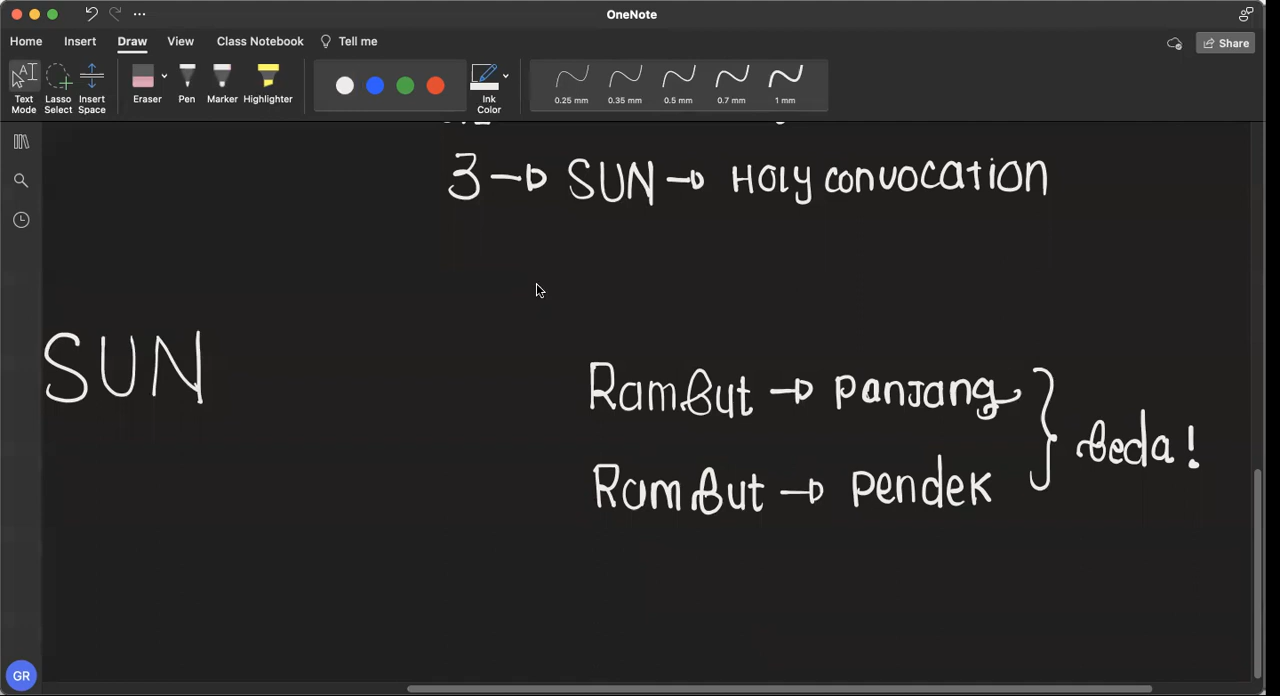 OneNote
Home Insert Draw View Class Notebook Tell me
Share
Text Mode
Lasso Select
Insert Space
Eraser
Pen
Marker
Highlighter
Ink Color
0.25 mm
0.35 mm
0.5 mm
0.7 mm
1 mm
3 → SUN → Holy convocation
SUN
Rambut → Panjang
Rambut → Pendek
Beda!
GR